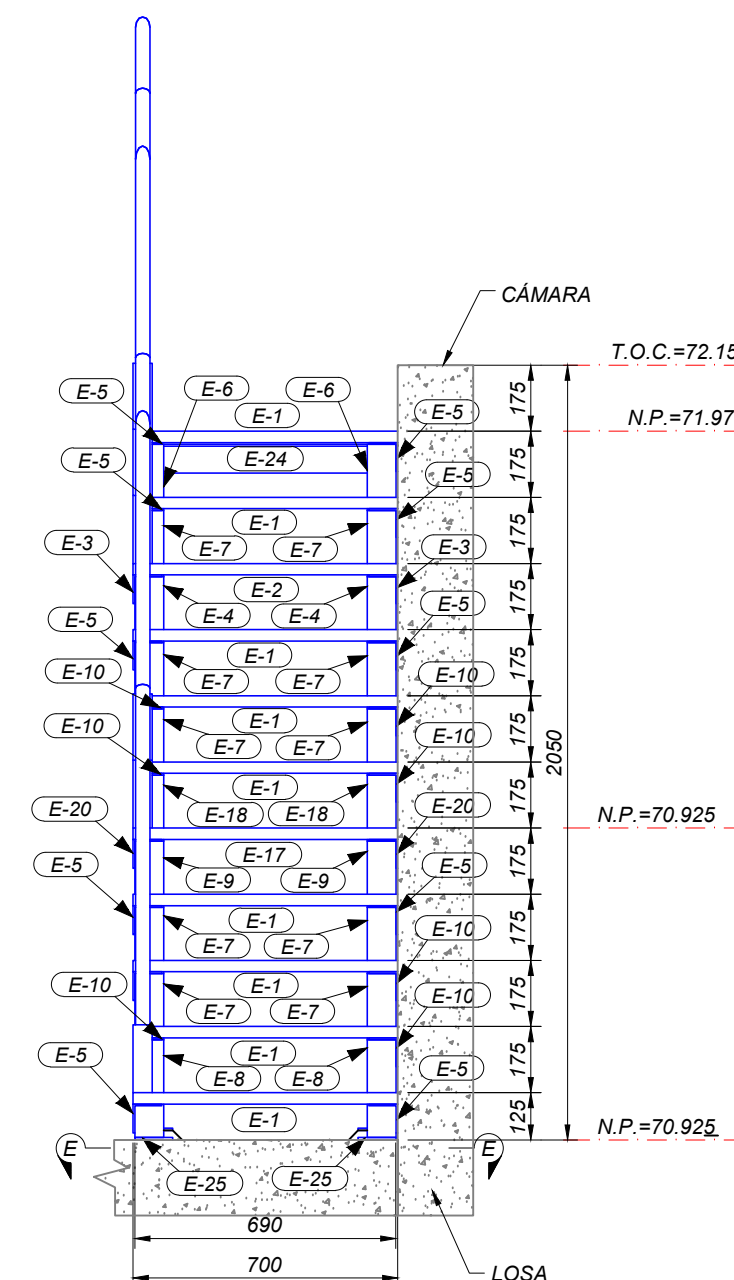 CÁMARA
T.O.C.=72.15
175
E-5
E-6
E-6
E-1
E-5
N.P.=71.97
E-24
175
E-5
E-5
E-1
175
E-7
E-7
E-3
E-3
E-2
175
E-4
E-4
E-5
E-5
E-1
175
E-7
E-7
E-10
E-10
E-1
175
E-7
E-7
2050
E-10
E-10
E-1
175
E-18
E-18
E-20
E-20
N.P.=70.925
E-17
175
E-9
E-9
E-5
E-5
E-1
175
E-7
E-7
E-10
E-1
175
E-7
E-7
E-10
E-10
E-1
175
E-8
E-8
E-5
E-5
E-1
125
N.P.=70.925
E
E
E-25
E-25
690
700
LOSA